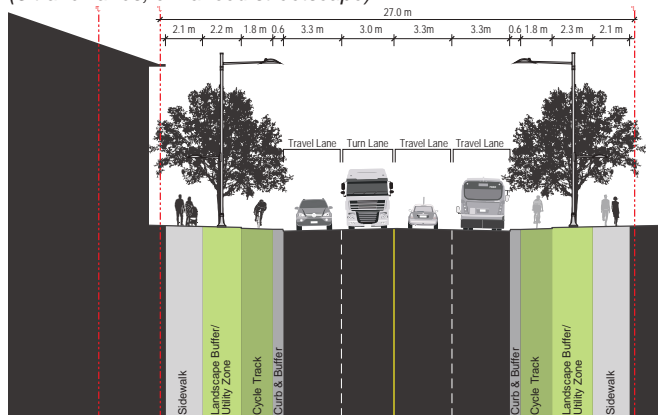 27.0 m
2.1 m 2.2 m 1.8 m 0.6 3.3 m 3.0 m 3.3m 3.3m 0.6 1.8 m 2.3 m 2.1 m
Travel Lane Turn Lane Travel Lane Travel Lane
Sidewalk
Landscape Buffer/
Utility Zone
Cycle Track
Curb & Buffer
Curb & Buffer
Cycle Track
Landscape Buffer/
Utility Zone
Sidewalk